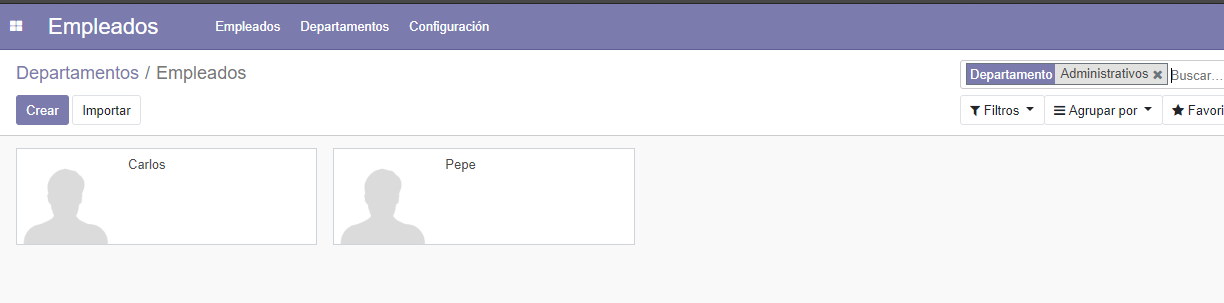 Empleados Empleados Departamentos Configuración
Departamentos / Empleados
Departamento Administrativos Buscar...
Crear Importar
Filtros Agrupar por Favori
Carlos Pepe